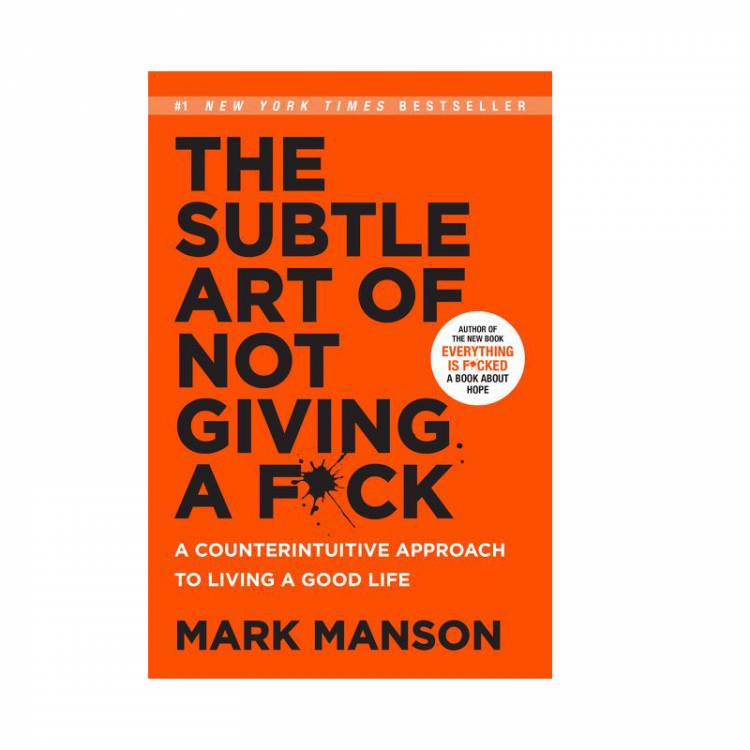 #1 NEW YORK TIMES BESTSELLER
THE
SUBTLE
ART OF
NOT
GIVING
A F*CK
AUTHOR OF
THE NEW BOOK
EVERYTHING
IS F*CKED
A BOOK ABOUT
HOPE
A COUNTERINTUITIVE APPROACH
TO LIVING A GOOD LIFE
MARK MANSON